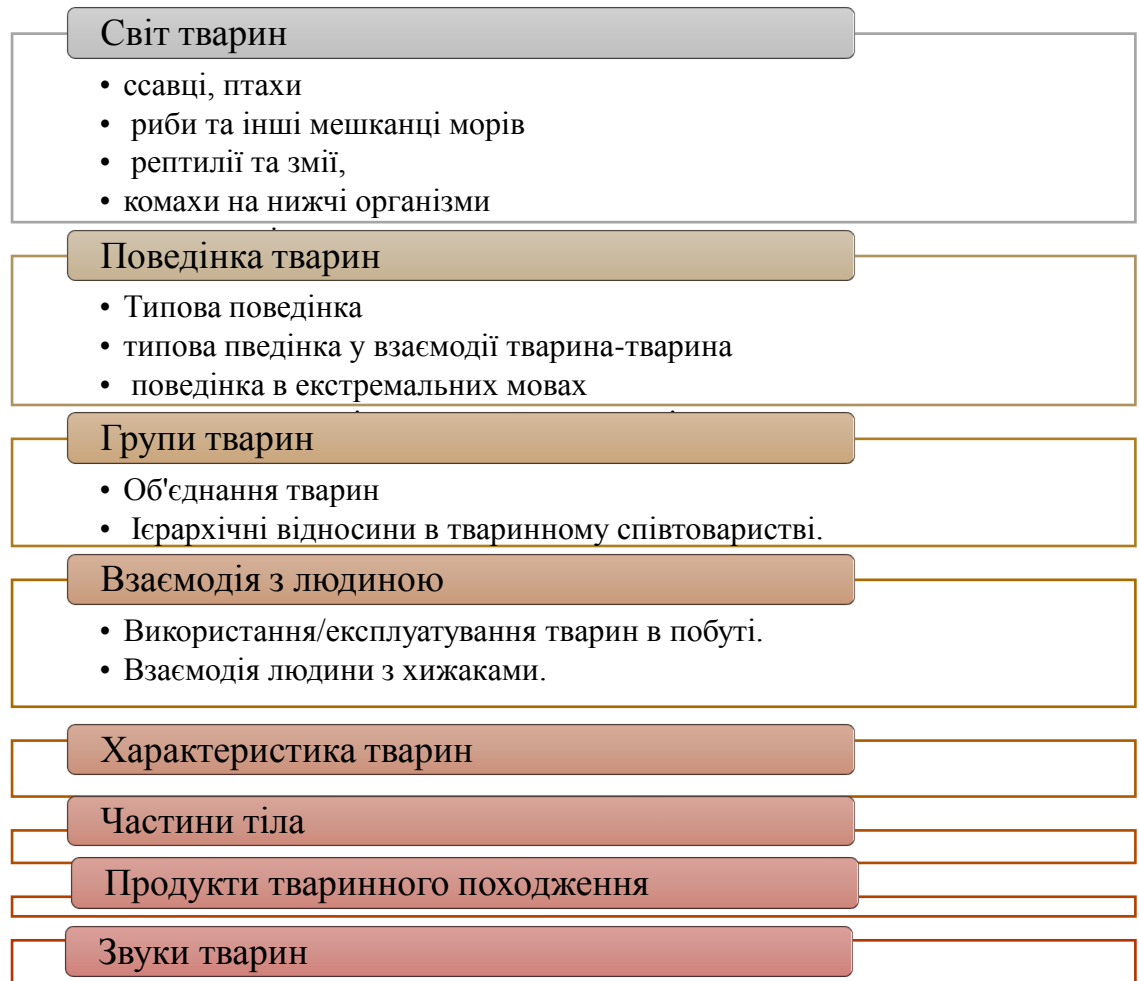 Світ тварин
• ссавці, птахи
• риби та інші мешканці морів
• рептилії та змії,
• комахи на нижчі організми
Поведінка тварин
• Типова поведінка
• типова пведінка у взаємодії тварина-тварина
• поведінка в екстремальних мовах
Групи тварин
• Об'єднання тварин
• Ієрархічні відносини в тваринному співтоваристві.
Взаємодія з людиною
• Використання/експлуатування тварин в побуті.
• Взаємодія людини з хижаками.
Характеристика тварин
Частини тіла
Продукти тваринного походження
Звуки тварин